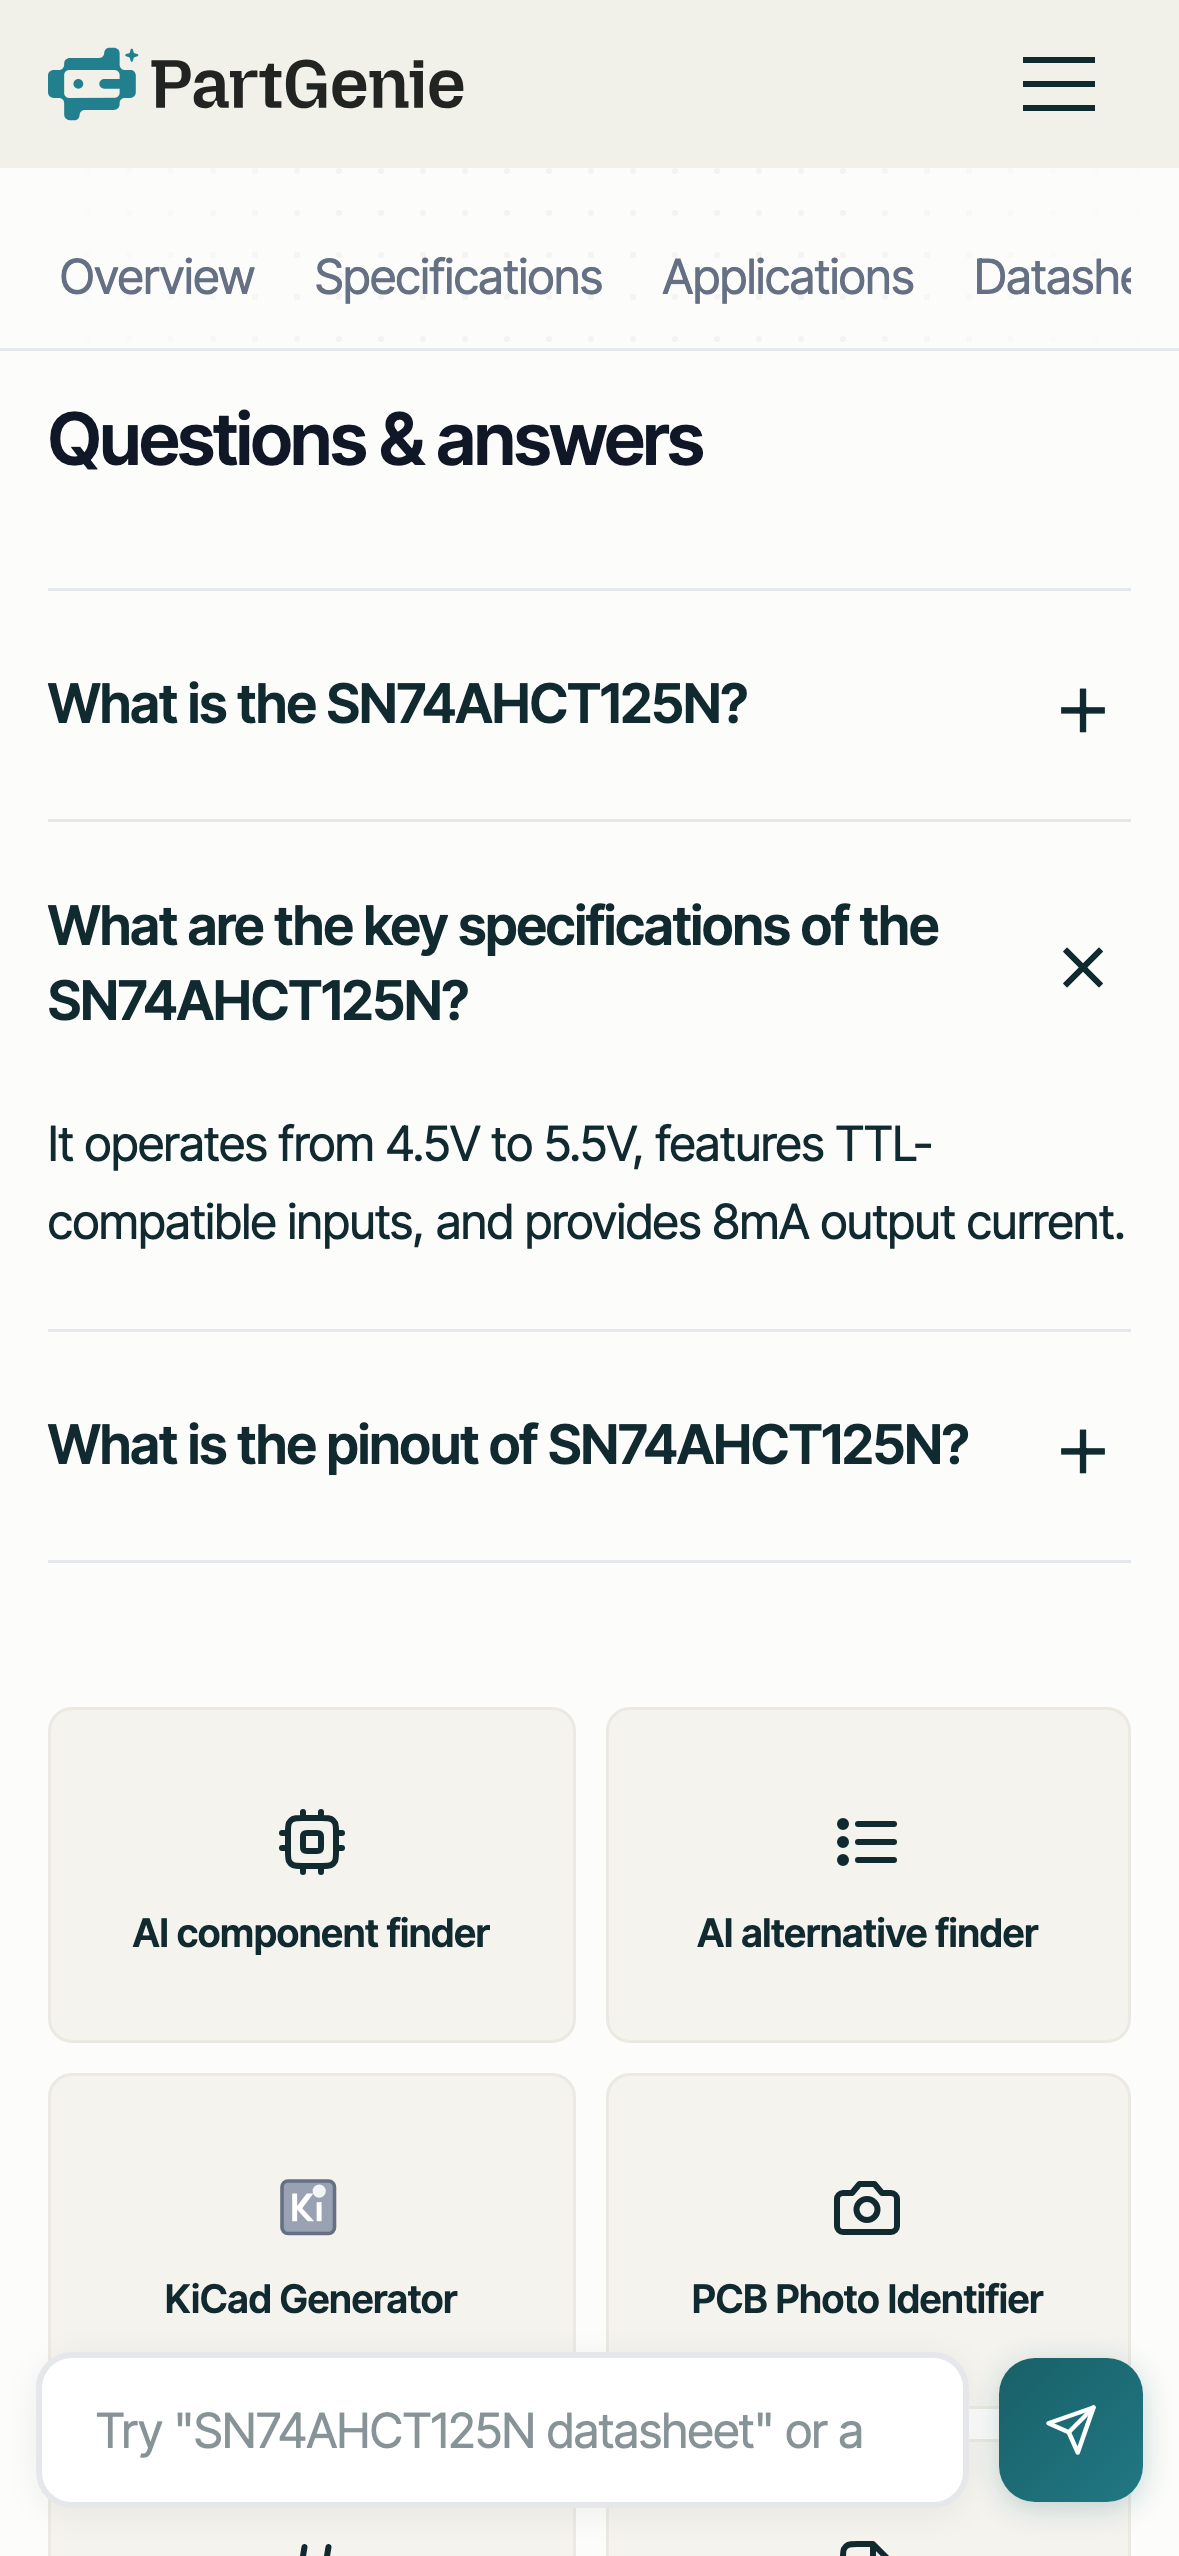 PartGenie
Overview Specifications Applications Datashe
Questions & answers
What is the SN74AHCT125N?
What are the key specifications of the
SN74AHCT125N?
It operates from 4.5V to 5.5V, features TTL-
compatible inputs, and provides 8mA output current.
What is the pinout of SN74AHCT125N?
AI component finder
AI alternative finder
Ki
KiCad Generator
PCB Photo Identifier
Try "SN74AHCT125N datasheet" or a